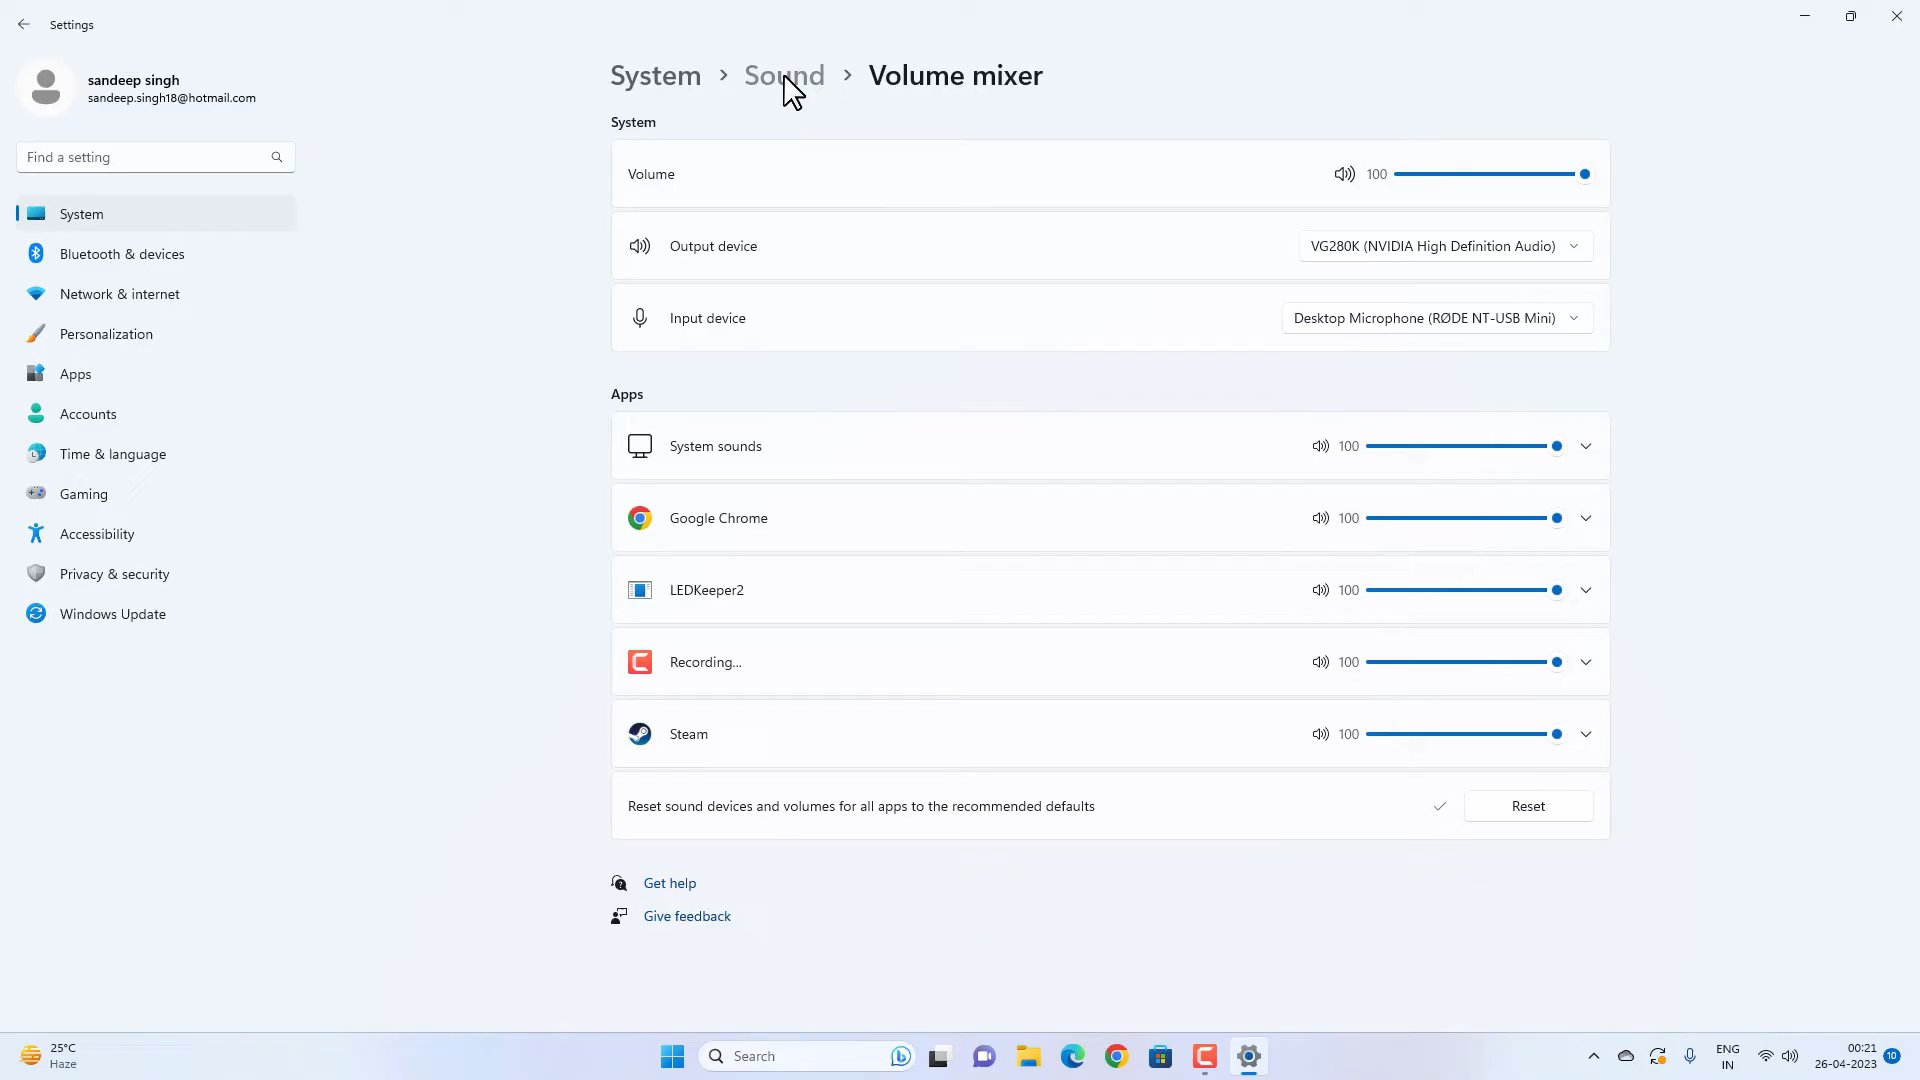 Settings
sandeep singh
sandeep.singh18@hotmail.com
Find a setting
System
Bluetooth & devices
Network & internet
Personalization
Apps
Accounts
Time & language
Gaming
Accessibility
Privacy & security
Windows Update
System > Sound > Volume mixer
System
Volume 100
Output device VG280K (NVIDIA High Definition Audio)
Input device Desktop Microphone (RØDE NT-USB Mini)
Apps
System sounds 100
Google Chrome 100
LEDKeeper2 100
Recording... 100
Steam 100
Reset sound devices and volumes for all apps to the recommended defaults Reset
Get help
Give feedback
25°C
Haze
Search
ENG
IN
00:21
26-04-2023
10